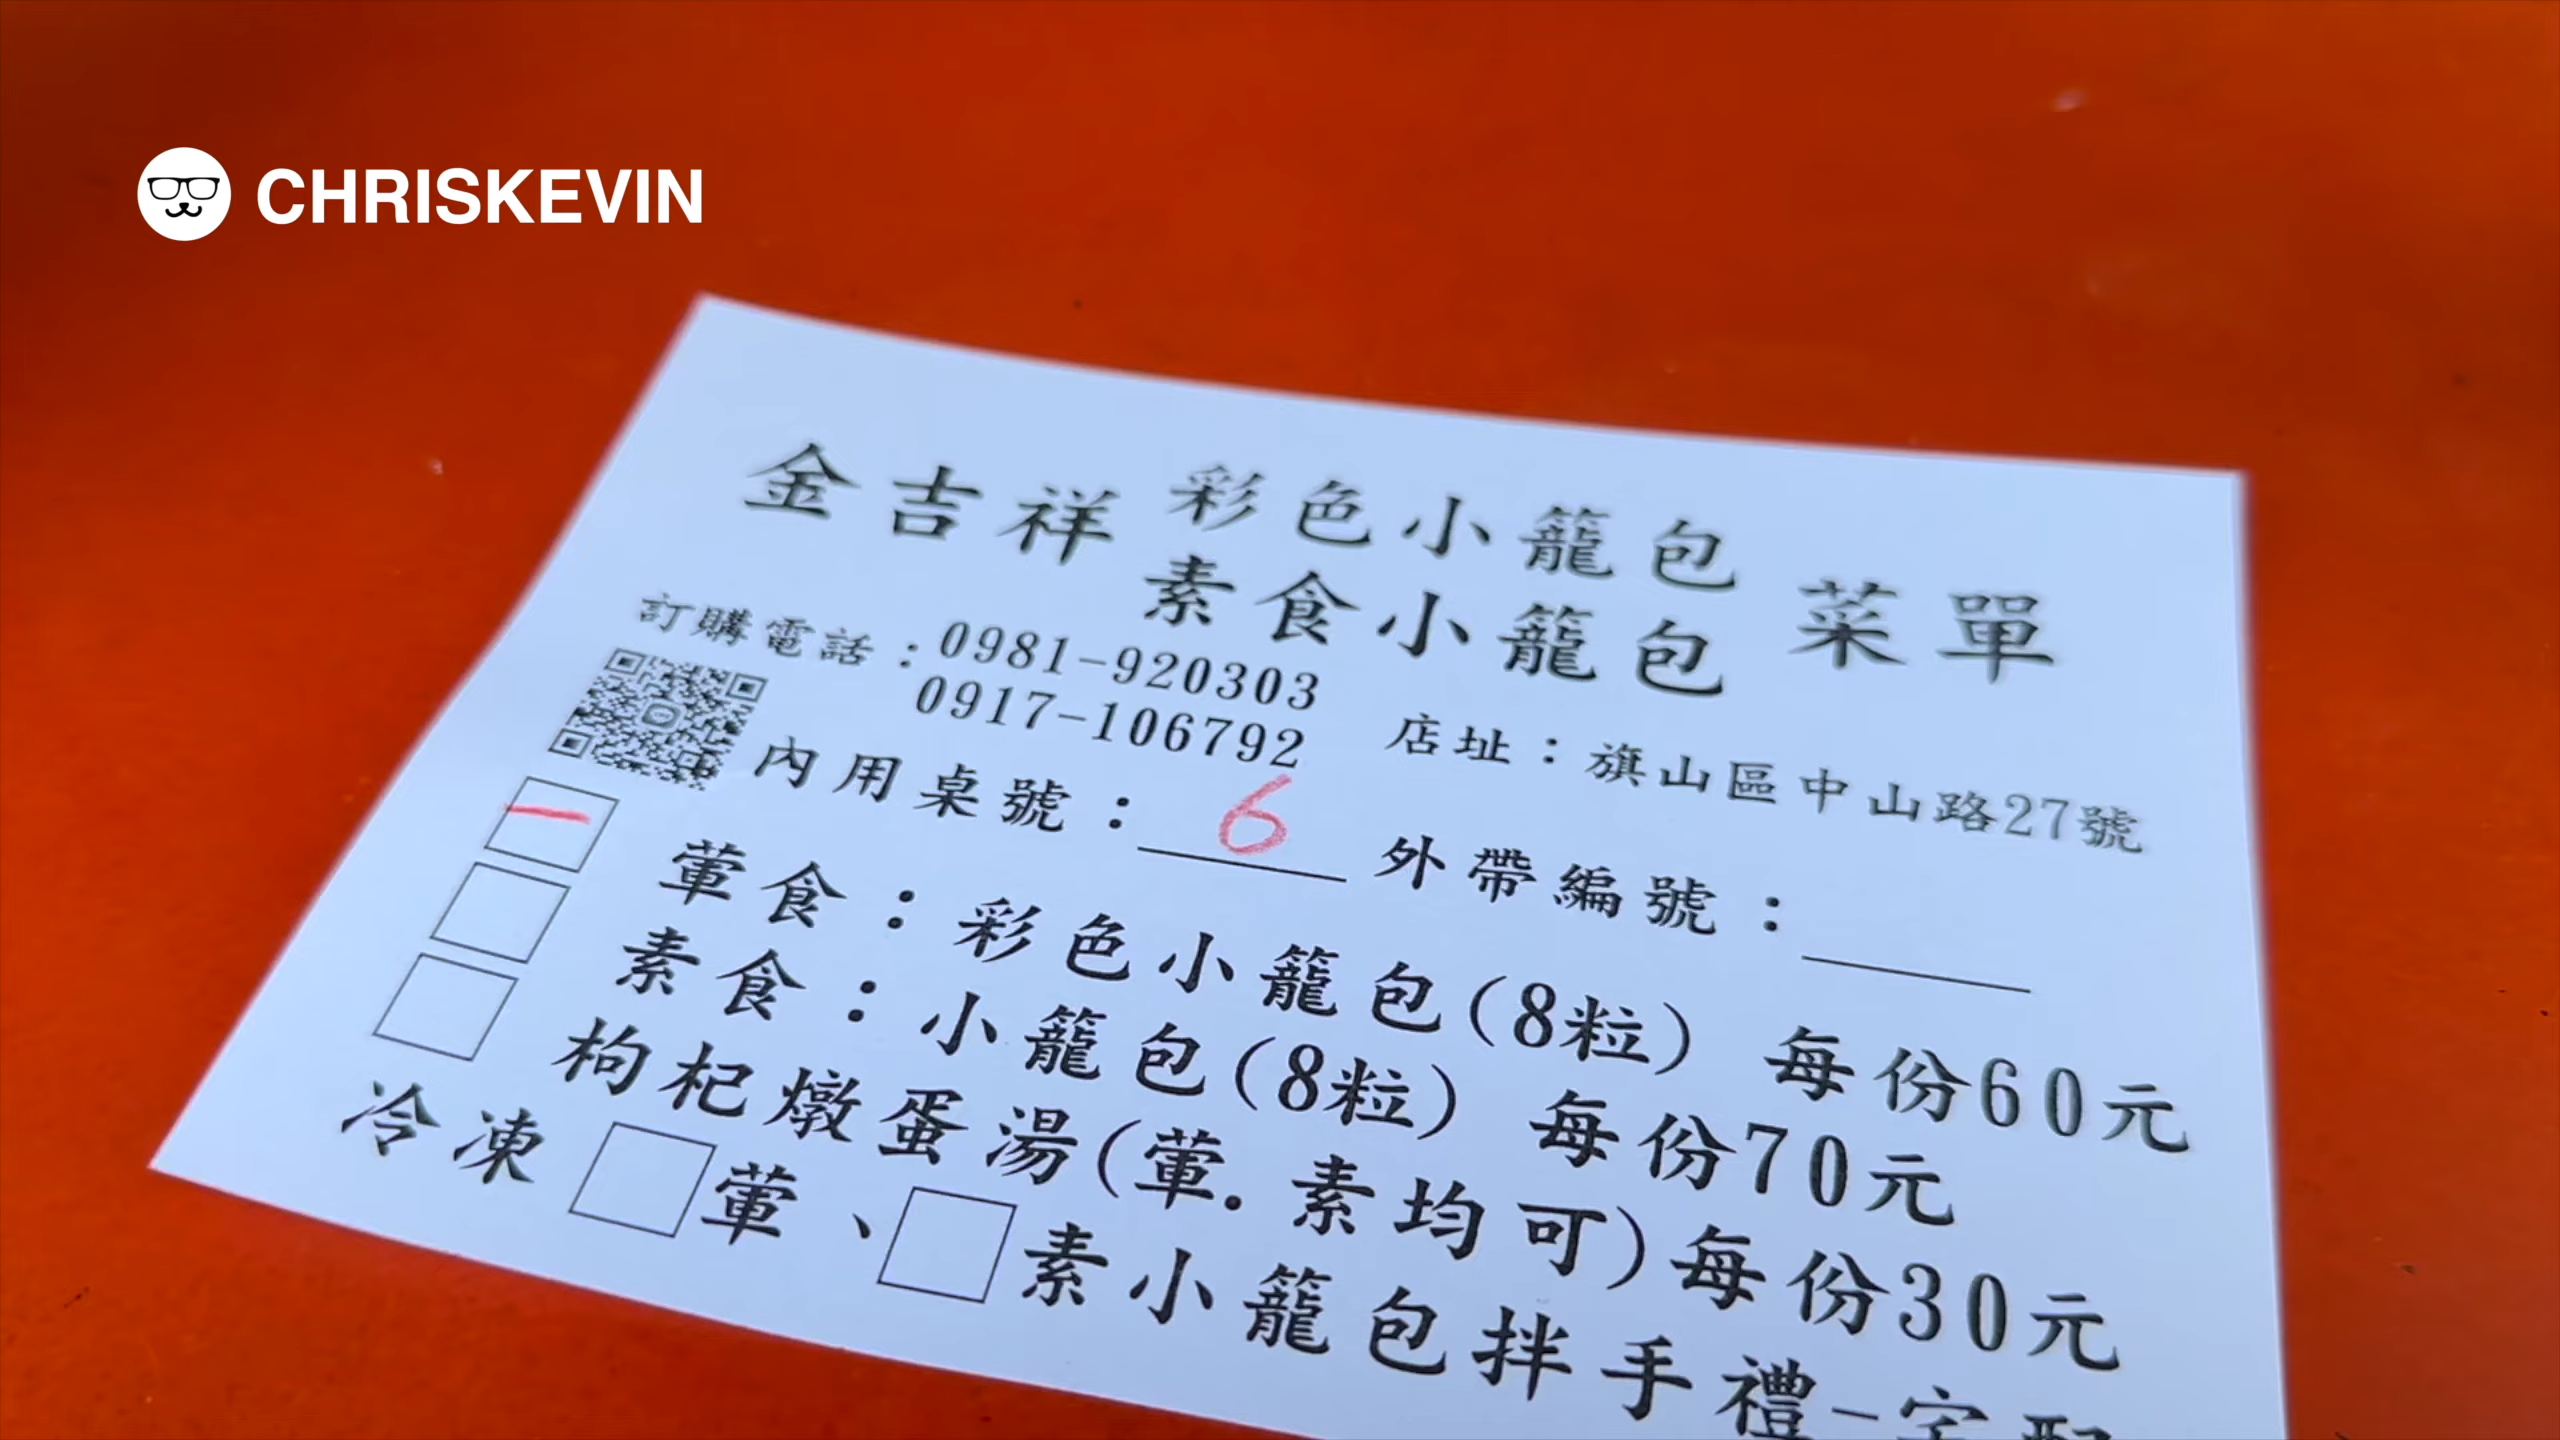 CHRISKEVIN
金吉祥 彩色小籠包 菜單
素食小籠包
訂購電話:0981-920303
0917-106792
店址:旗山區中山路27號
內用桌號: 6 外帶編號:
葷食:彩色小籠包(8粒) 每份60元
素食:小籠包(8粒) 每份70元
枸杞燉蛋湯(葷.素均可)每份30元
冷凍 葷、素小籠包拌手禮-宅配